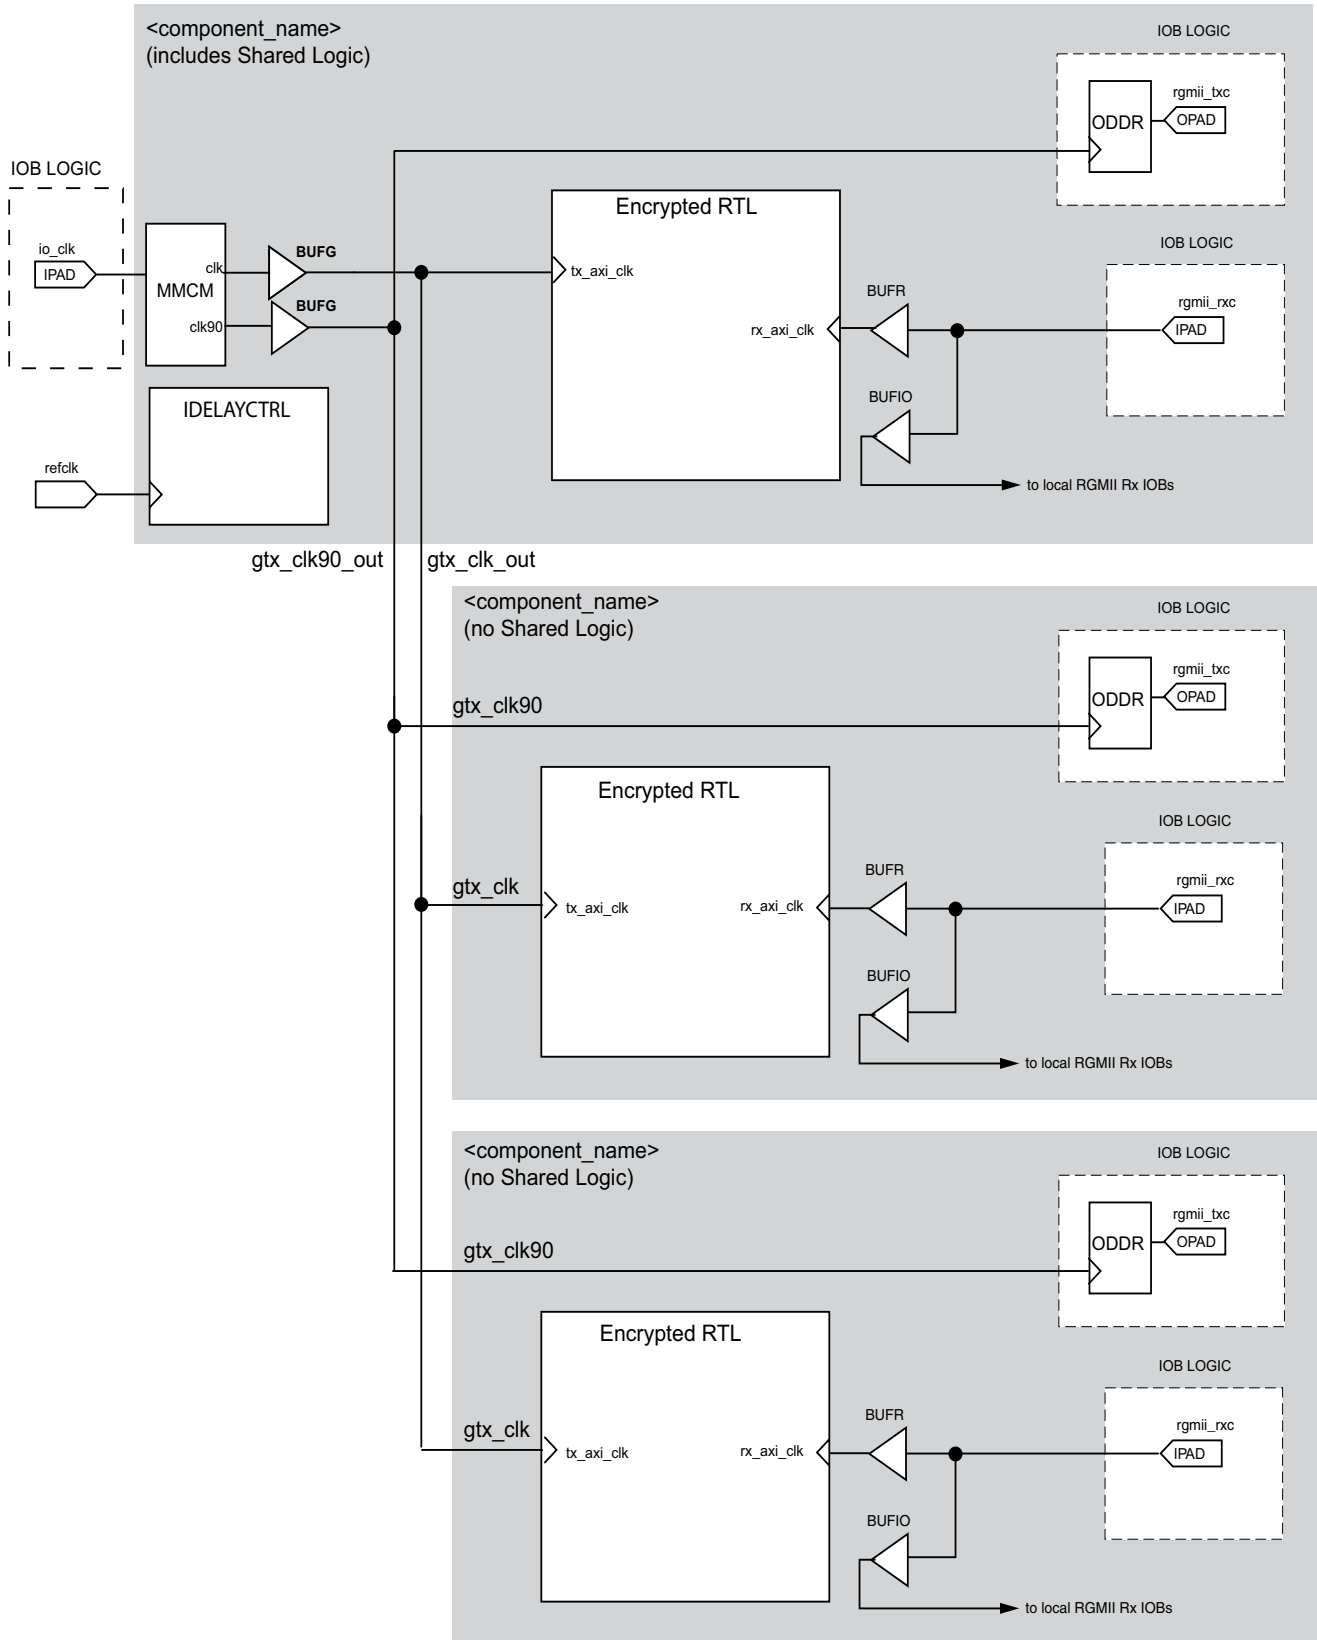 <component_name>
(includes Shared Logic)
IOB LOGIC
rgmii_txc
ODDR
OPAD
IOB LOGIC
io_clk
IPAD
MMCM
clk
clk90
BUFG
BUFG
Encrypted RTL
tx_axi_clk
rx_axi_clk
BUFR
BUFIO
IOB LOGIC
rgmii_rxc
IPAD
to local RGMII Rx IOBs
IDELAYCTRL
refclk
gtx_clk90_out
gtx_clk_out
<component_name>
(no Shared Logic)
IOB LOGIC
rgmii_txc
ODDR
OPAD
gtx_clk90
Encrypted RTL
gtx_clk
tx_axi_clk
rx_axi_clk
BUFR
BUFIO
IOB LOGIC
rgmii_rxc
IPAD
to local RGMII Rx IOBs
<component_name>
(no Shared Logic)
IOB LOGIC
rgmii_txc
ODDR
OPAD
gtx_clk90
Encrypted RTL
gtx_clk
tx_axi_clk
rx_axi_clk
BUFR
BUFIO
IOB LOGIC
rgmii_rxc
IPAD
to local RGMII Rx IOBs